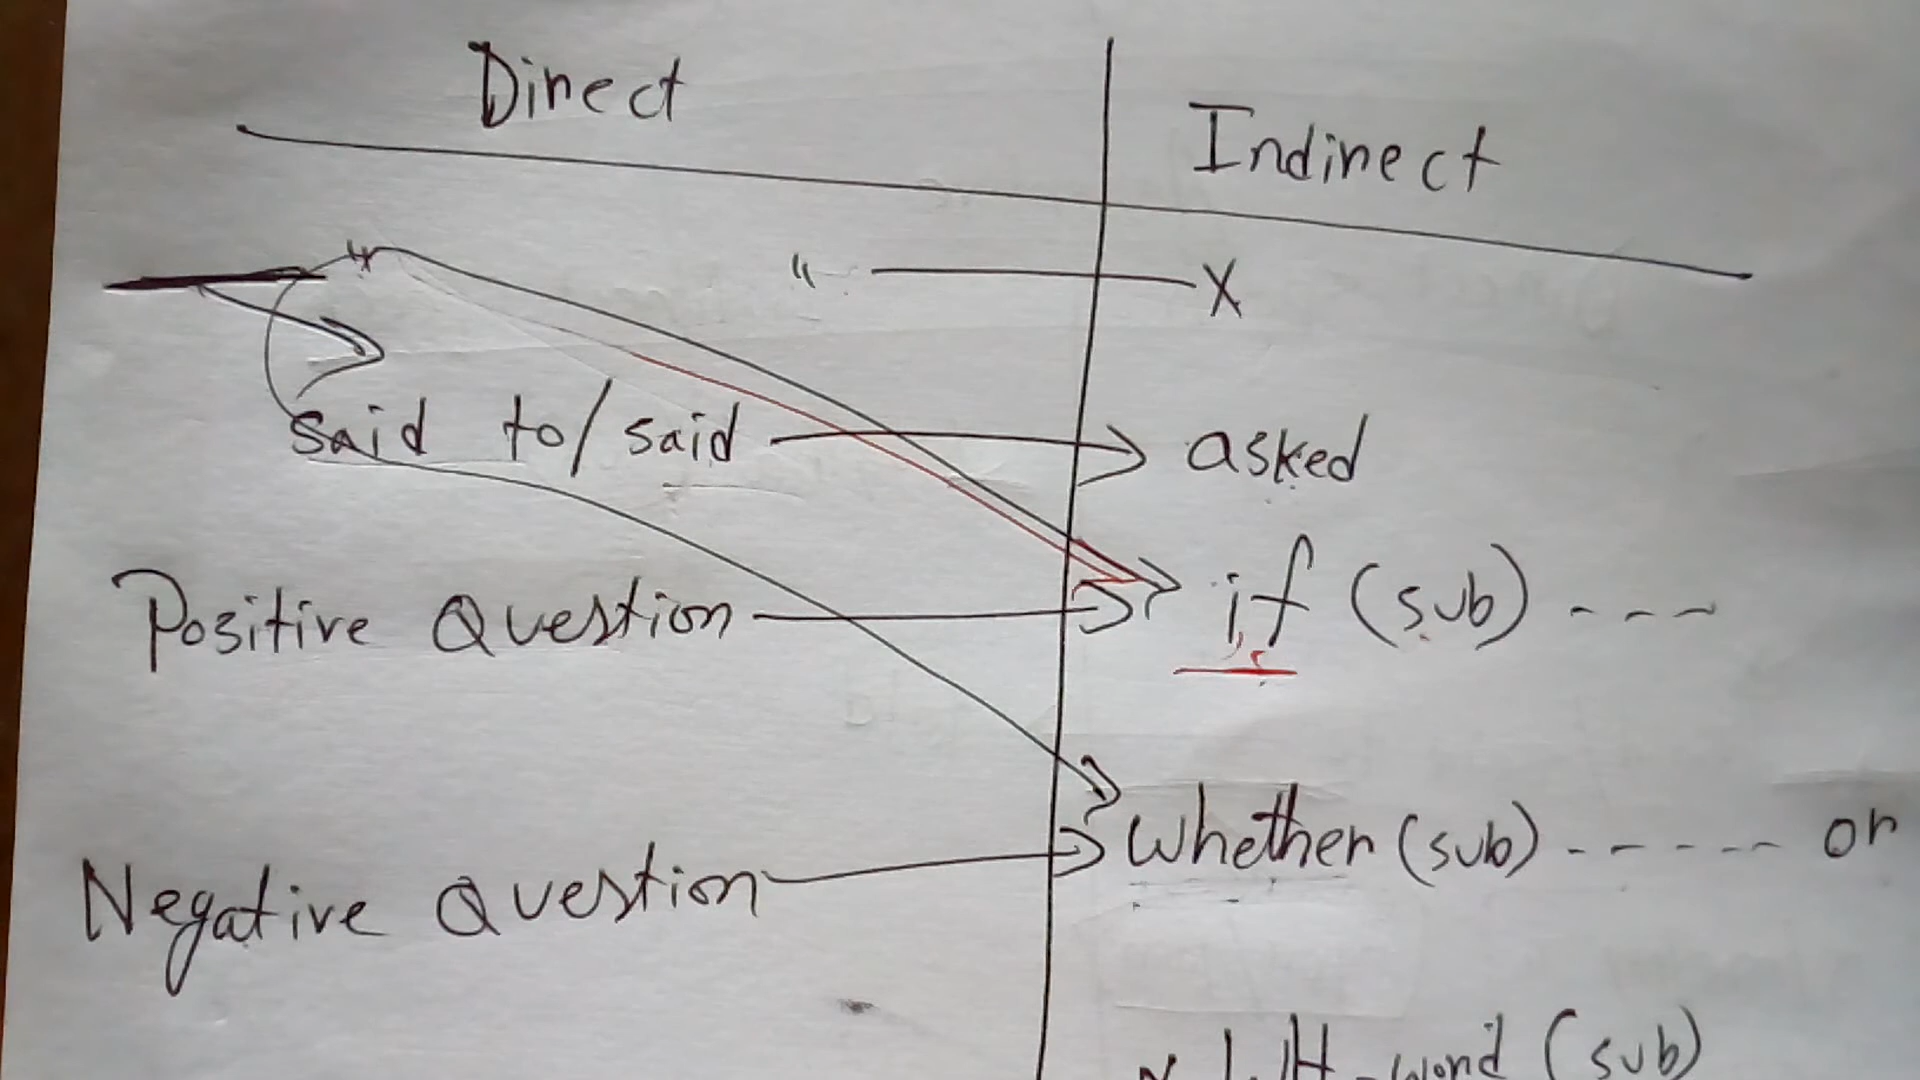 Direct
Indirect
" " X
said to/said asked
Positive Question if (sub) ---
Negative Question Whether (sub) ------ or
WH-word (sub)